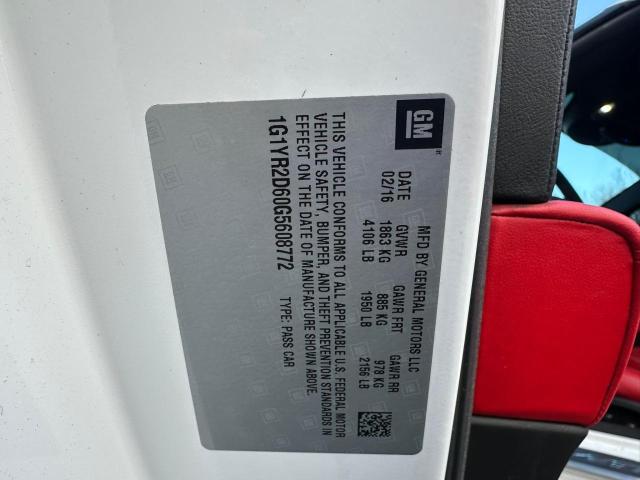 GM
MFD BY GENERAL MOTORS LLC
DATE GVWR GAWR FRT GAWR RR
02/16 1863 KG 885 KG 978 KG
4106 LB 1950 LB 2156 LB
THIS VEHICLE CONFORMS TO ALL APPLICABLE U.S. FEDERAL MOTOR
VEHICLE SAFETY, BUMPER, AND THEFT PREVENTION STANDARDS IN
EFFECT ON THE DATE OF MANUFACTURE SHOWN ABOVE.
1G1YR2D60G5608772 TYPE: PASS CAR